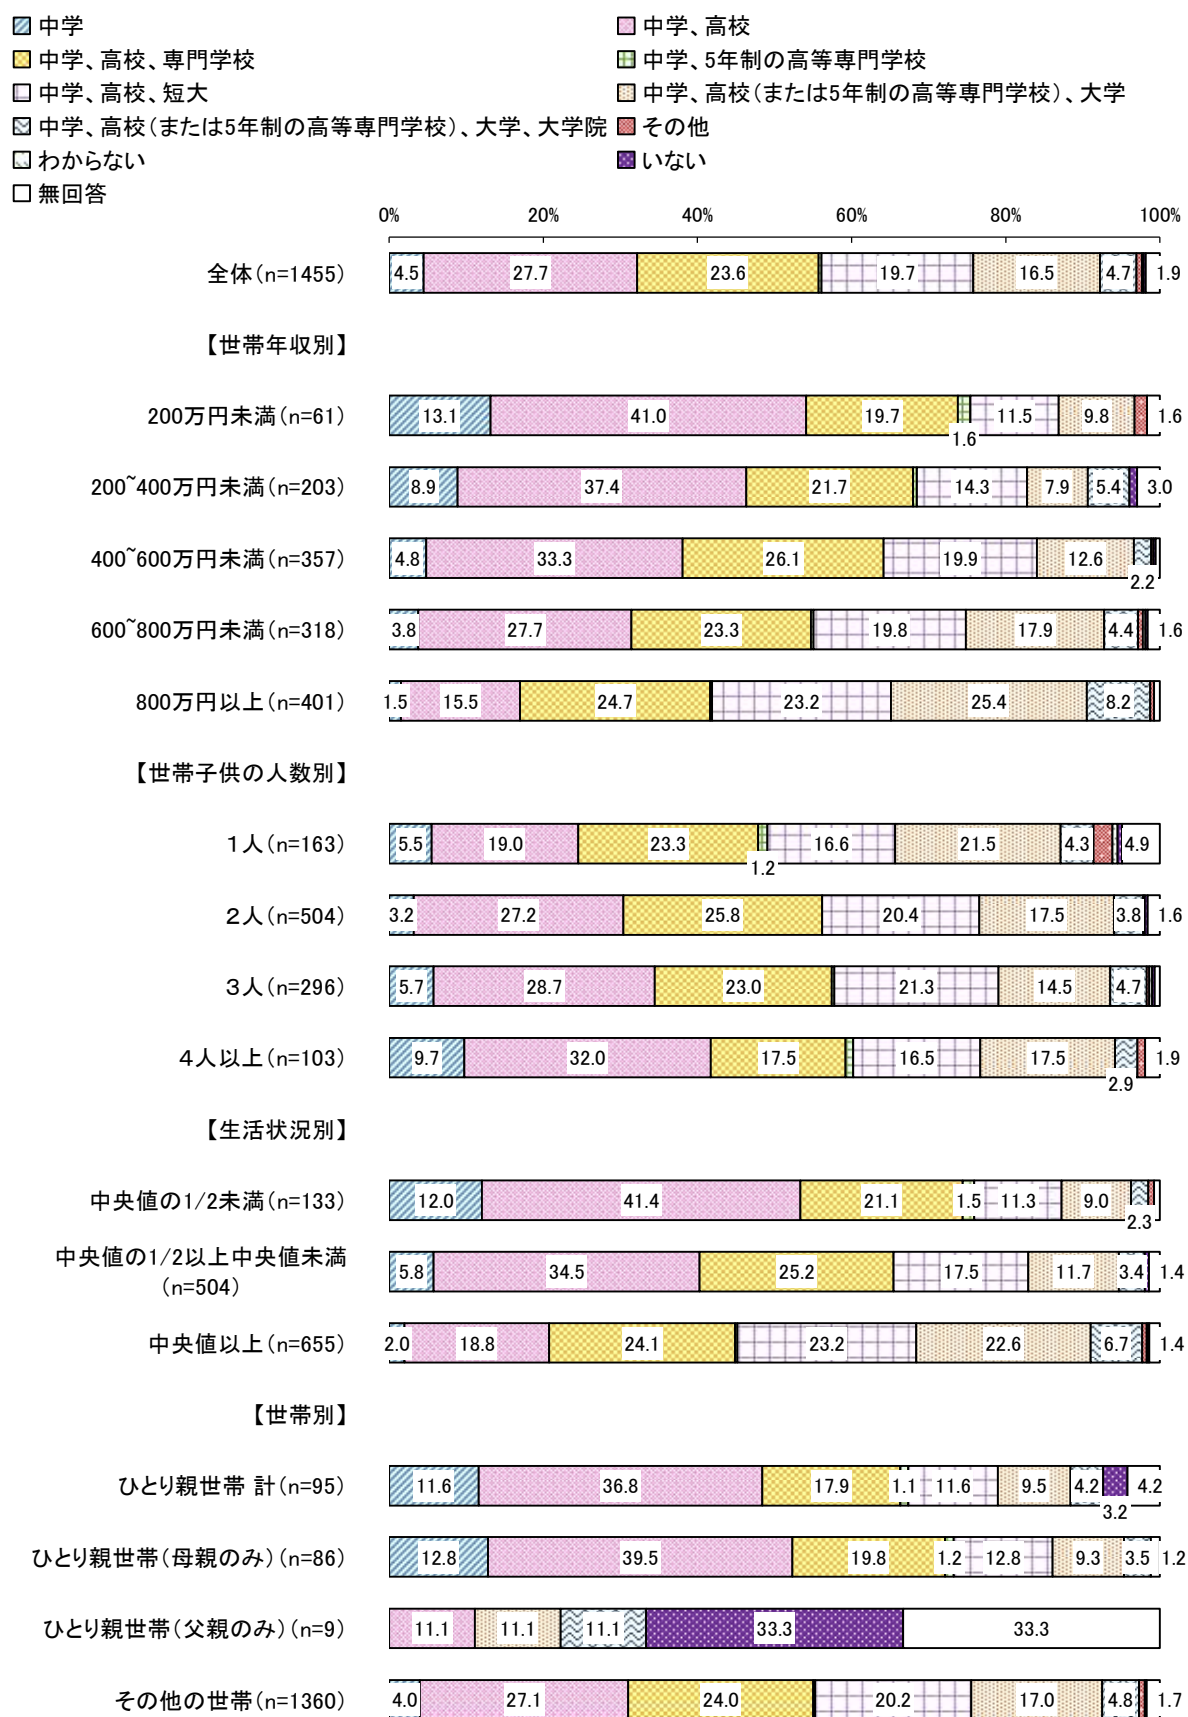 中学 中学、高校
中学、高校、専門学校 中学、5年制の高等専門学校
中学、高校、短大 中学、高校(または5年制の高等専門学校)、大学
中学、高校(または5年制の高等専門学校)、大学、大学院 その他
わからない いない
無回答
0% 20% 40% 60% 80% 100%
全体(n=1455) 4.5 27.7 23.6 19.7 16.5 4.7 1.9
【世帯年収別】
200万円未満(n=61) 13.1 41.0 19.7 1.6 11.5 9.8 1.6
200~400万円未満(n=203) 8.9 37.4 21.7 14.3 7.9 5.4 3.0
400~600万円未満(n=357) 4.8 33.3 26.1 19.9 12.6 2.2
600~800万円未満(n=318) 3.8 27.7 23.3 19.8 17.9 4.4 1.6
800万円以上(n=401) 1.5 15.5 24.7 23.2 25.4 8.2
【世帯子供の人数別】
1人(n=163) 5.5 19.0 23.3 1.2 16.6 21.5 4.3 4.9
2人(n=504) 3.2 27.2 25.8 20.4 17.5 3.8 1.6
3人(n=296) 5.7 28.7 23.0 21.3 14.5 4.7
4人以上(n=103) 9.7 32.0 17.5 16.5 17.5 2.9 1.9
【生活状況別】
中央値の1/2未満(n=133) 12.0 41.4 21.1 1.5 11.3 9.0 2.3
中央値の1/2以上中央値未満
(n=504) 5.8 34.5 25.2 17.5 11.7 3.4 1.4
中央値以上(n=655) 2.0 18.8 24.1 23.2 22.6 6.7 1.4
【世帯別】
ひとり親世帯 計(n=95) 11.6 36.8 17.9 1.1 11.6 9.5 4.2 3.2 4.2
ひとり親世帯(母親のみ)(n=86) 12.8 39.5 19.8 1.2 12.8 9.3 3.5 1.2
ひとり親世帯(父親のみ)(n=9) 11.1 11.1 11.1 33.3 33.3
その他の世帯(n=1360) 4.0 27.1 24.0 20.2 17.0 4.8 1.7